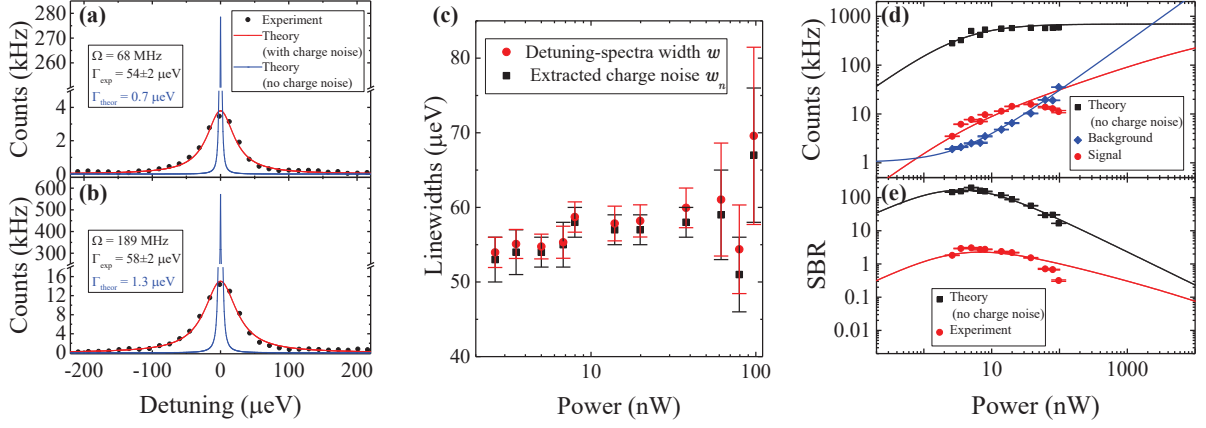 (a)
280
270
260
250
4
2
0
Counts (kHz)
Ω = 68 MHz
Γexp = 54±2 μeV
Γtheor = 0.7 μeV
Experiment
Theory
(with charge noise)
Theory
(no charge noise)
(b)
600
500
400
300
16
12
8
4
0
Counts (kHz)
Ω = 189 MHz
Γexp = 58±2 μeV
Γtheor = 1.3 μeV
-200
-100
0
100
200
Detuning (μeV)
(c)
80
70
60
50
40
Linewidths (μeV)
Detuning-spectra width w
Extracted charge noise wn
10
100
Power (nW)
(d)
1000
100
10
1
Counts (kHz)
Theory
(no charge noise)
Background
Signal
(e)
100
10
1
0.1
0.01
SBR
Theory
(no charge noise)
Experiment
1
10
100
1000
Power (nW)